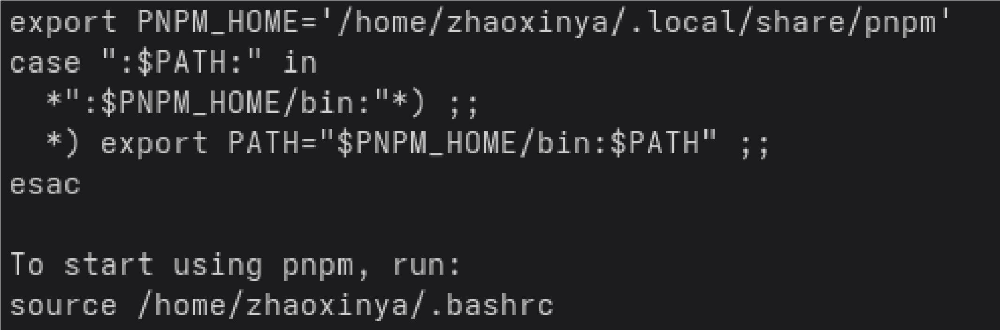 export PNPM_HOME='/home/zhaoxinya/.local/share/pnpm'
case ":$PATH:" in
  *":$PNPM_HOME/bin:"*) ;;
  *) export PATH="$PNPM_HOME/bin:$PATH" ;;
esac

To start using pnpm, run:
source /home/zhaoxinya/.bashrc